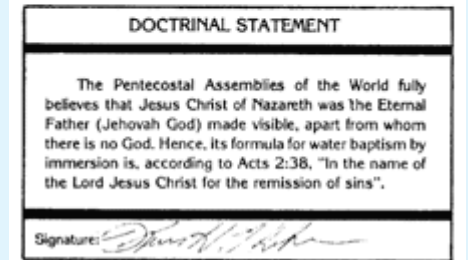 DOCTRINAL STATEMENT
The Pentecostal Assemblies of the World fully
believes that Jesus Christ of Nazareth was the Eternal
Father (Jehovah God) made visible, apart from whom
there is no God. Hence, its formula for water baptism by
immersion is, according to Acts 2:38, "In the name of
the Lord Jesus Christ for the remission of sins".
Signature: